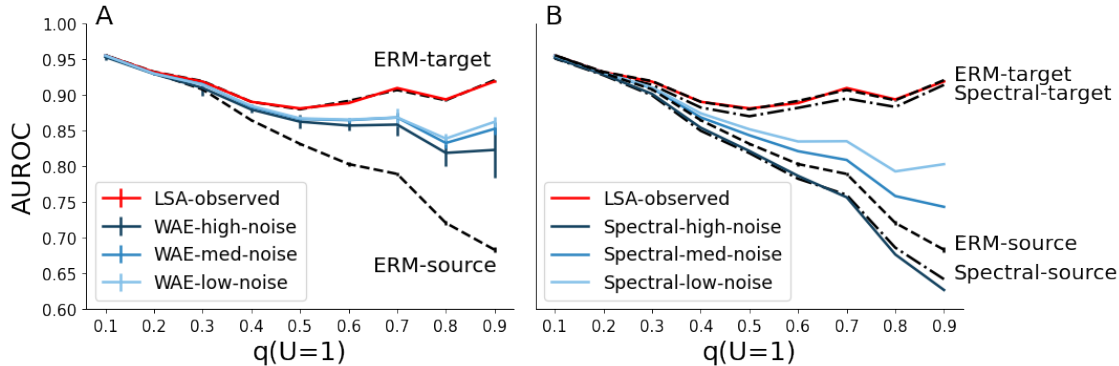 A
B
AUROC
1.00
0.95
0.90
0.85
0.80
0.75
0.70
0.65
0.60
ERM-target
ERM-source
LSA-observed
WAE-high-noise
WAE-med-noise
WAE-low-noise
0.1 0.2 0.3 0.4 0.5 0.6 0.7 0.8 0.9
q(U=1)
ERM-target
Spectral-target
ERM-source
Spectral-source
LSA-observed
Spectral-high-noise
Spectral-med-noise
Spectral-low-noise
0.1 0.2 0.3 0.4 0.5 0.6 0.7 0.8 0.9
q(U=1)